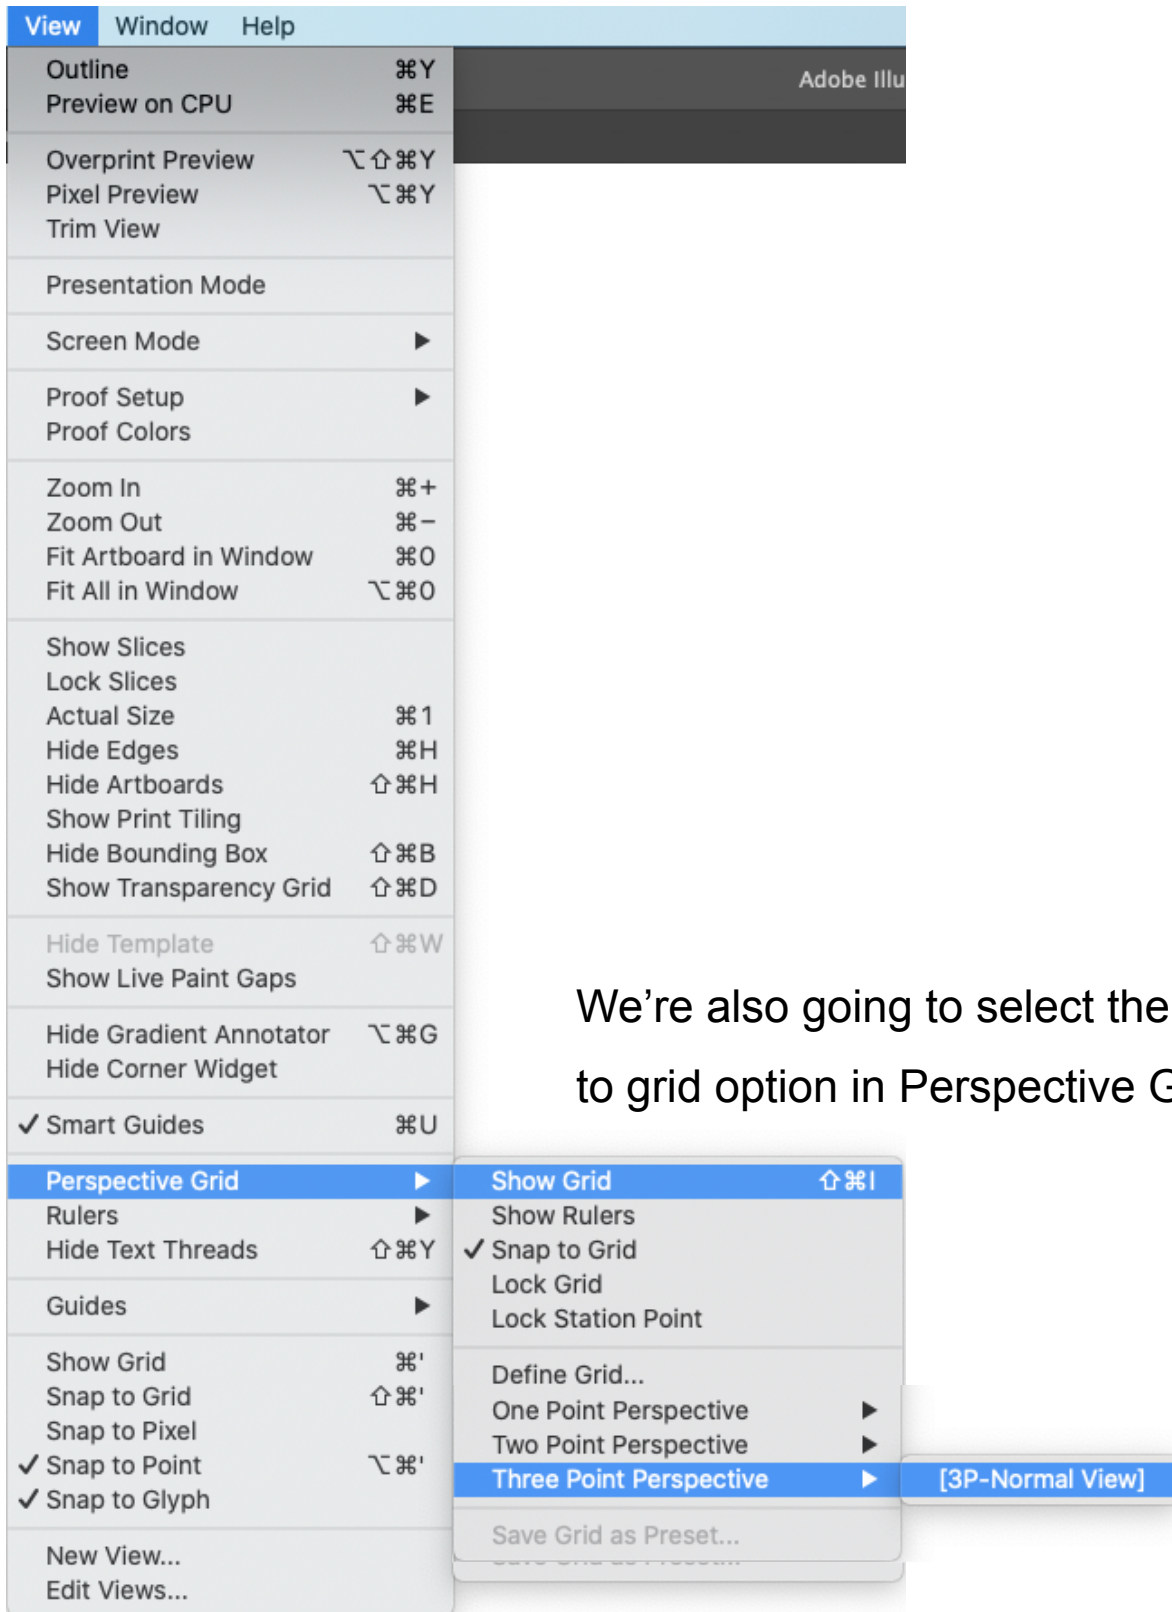 View Window Help
Adobe Illu
Outline ⌘Y
Preview on CPU ⌘E
Overprint Preview ⌥⇧⌘Y
Pixel Preview ⌥⌘Y
Trim View
Presentation Mode
Screen Mode ▶
Proof Setup ▶
Proof Colors
Zoom In ⌘+
Zoom Out ⌘−
Fit Artboard in Window ⌘0
Fit All in Window ⌥⌘0
Show Slices
Lock Slices
Actual Size ⌘1
Hide Edges ⌘H
Hide Artboards ⇧⌘H
Show Print Tiling
Hide Bounding Box ⇧⌘B
Show Transparency Grid ⇧⌘D
Hide Template ⇧⌘W
Show Live Paint Gaps
Hide Gradient Annotator ⌥⌘G
Hide Corner Widget
✓ Smart Guides ⌘U
Perspective Grid ▶
Rulers ▶
Hide Text Threads ⇧⌘Y
Guides ▶
Show Grid ⌘'
Snap to Grid ⇧⌘'
Snap to Pixel
✓ Snap to Point ⌥⌘'
✓ Snap to Glyph
New View...
Edit Views...
We’re also going to select the
to grid option in Perspective G
Show Grid ⇧⌘I
Show Rulers
✓ Snap to Grid
Lock Grid
Lock Station Point
Define Grid...
One Point Perspective ▶
Two Point Perspective ▶
Three Point Perspective ▶
Save Grid as Preset...
[3P-Normal View]